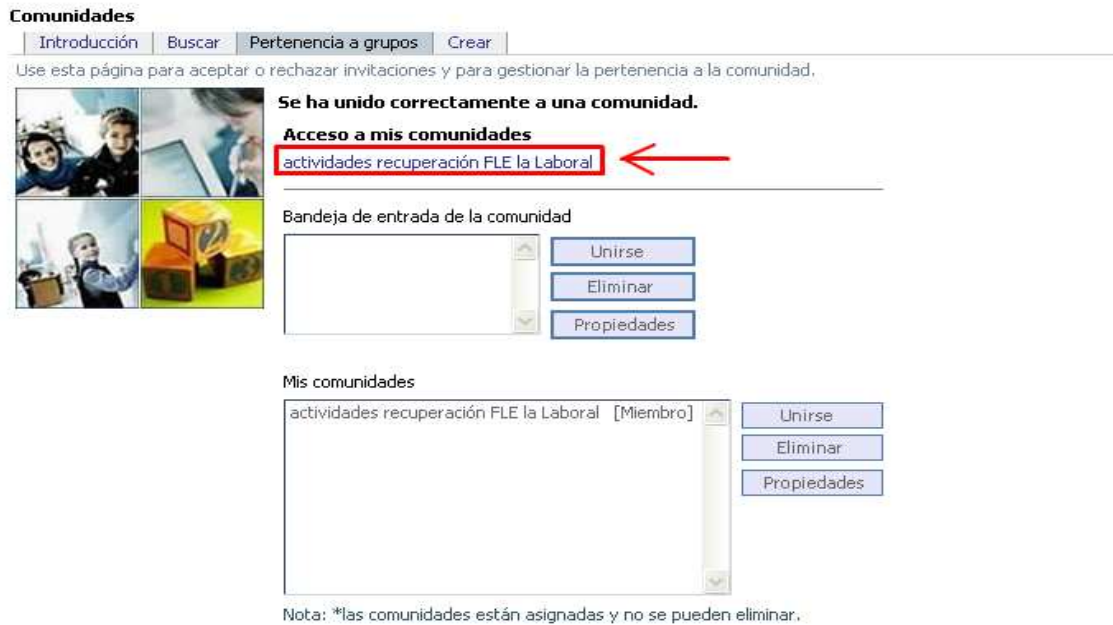 Comunidades
Introducción Buscar Pertenencia a grupos Crear
Use esta página para aceptar o rechazar invitaciones y para gestionar la pertenencia a la comunidad.
Se ha unido correctamente a una comunidad.
Acceso a mis comunidades
actividades recuperación FLE la Laboral
Bandeja de entrada de la comunidad
Unirse
Eliminar
Propiedades
Mis comunidades
actividades recuperación FLE la Laboral [Miembro]
Unirse
Eliminar
Propiedades
Nota: *las comunidades están asignadas y no se pueden eliminar.